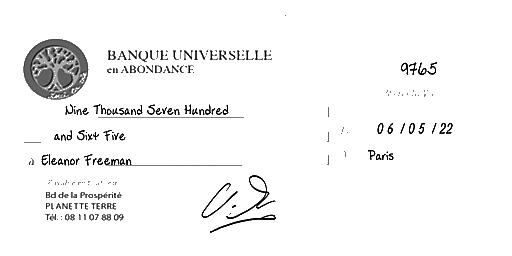 BANQUE UNIVERSELLE
en ABONDANCE
9765
Nine Thousand Seven Hundred
and Sixt Five
06/05/22
à Eleanor Freeman
Paris
Bd de la Prospérité
PLANETTE TERRE
Tél. : 08 11 07 88 09